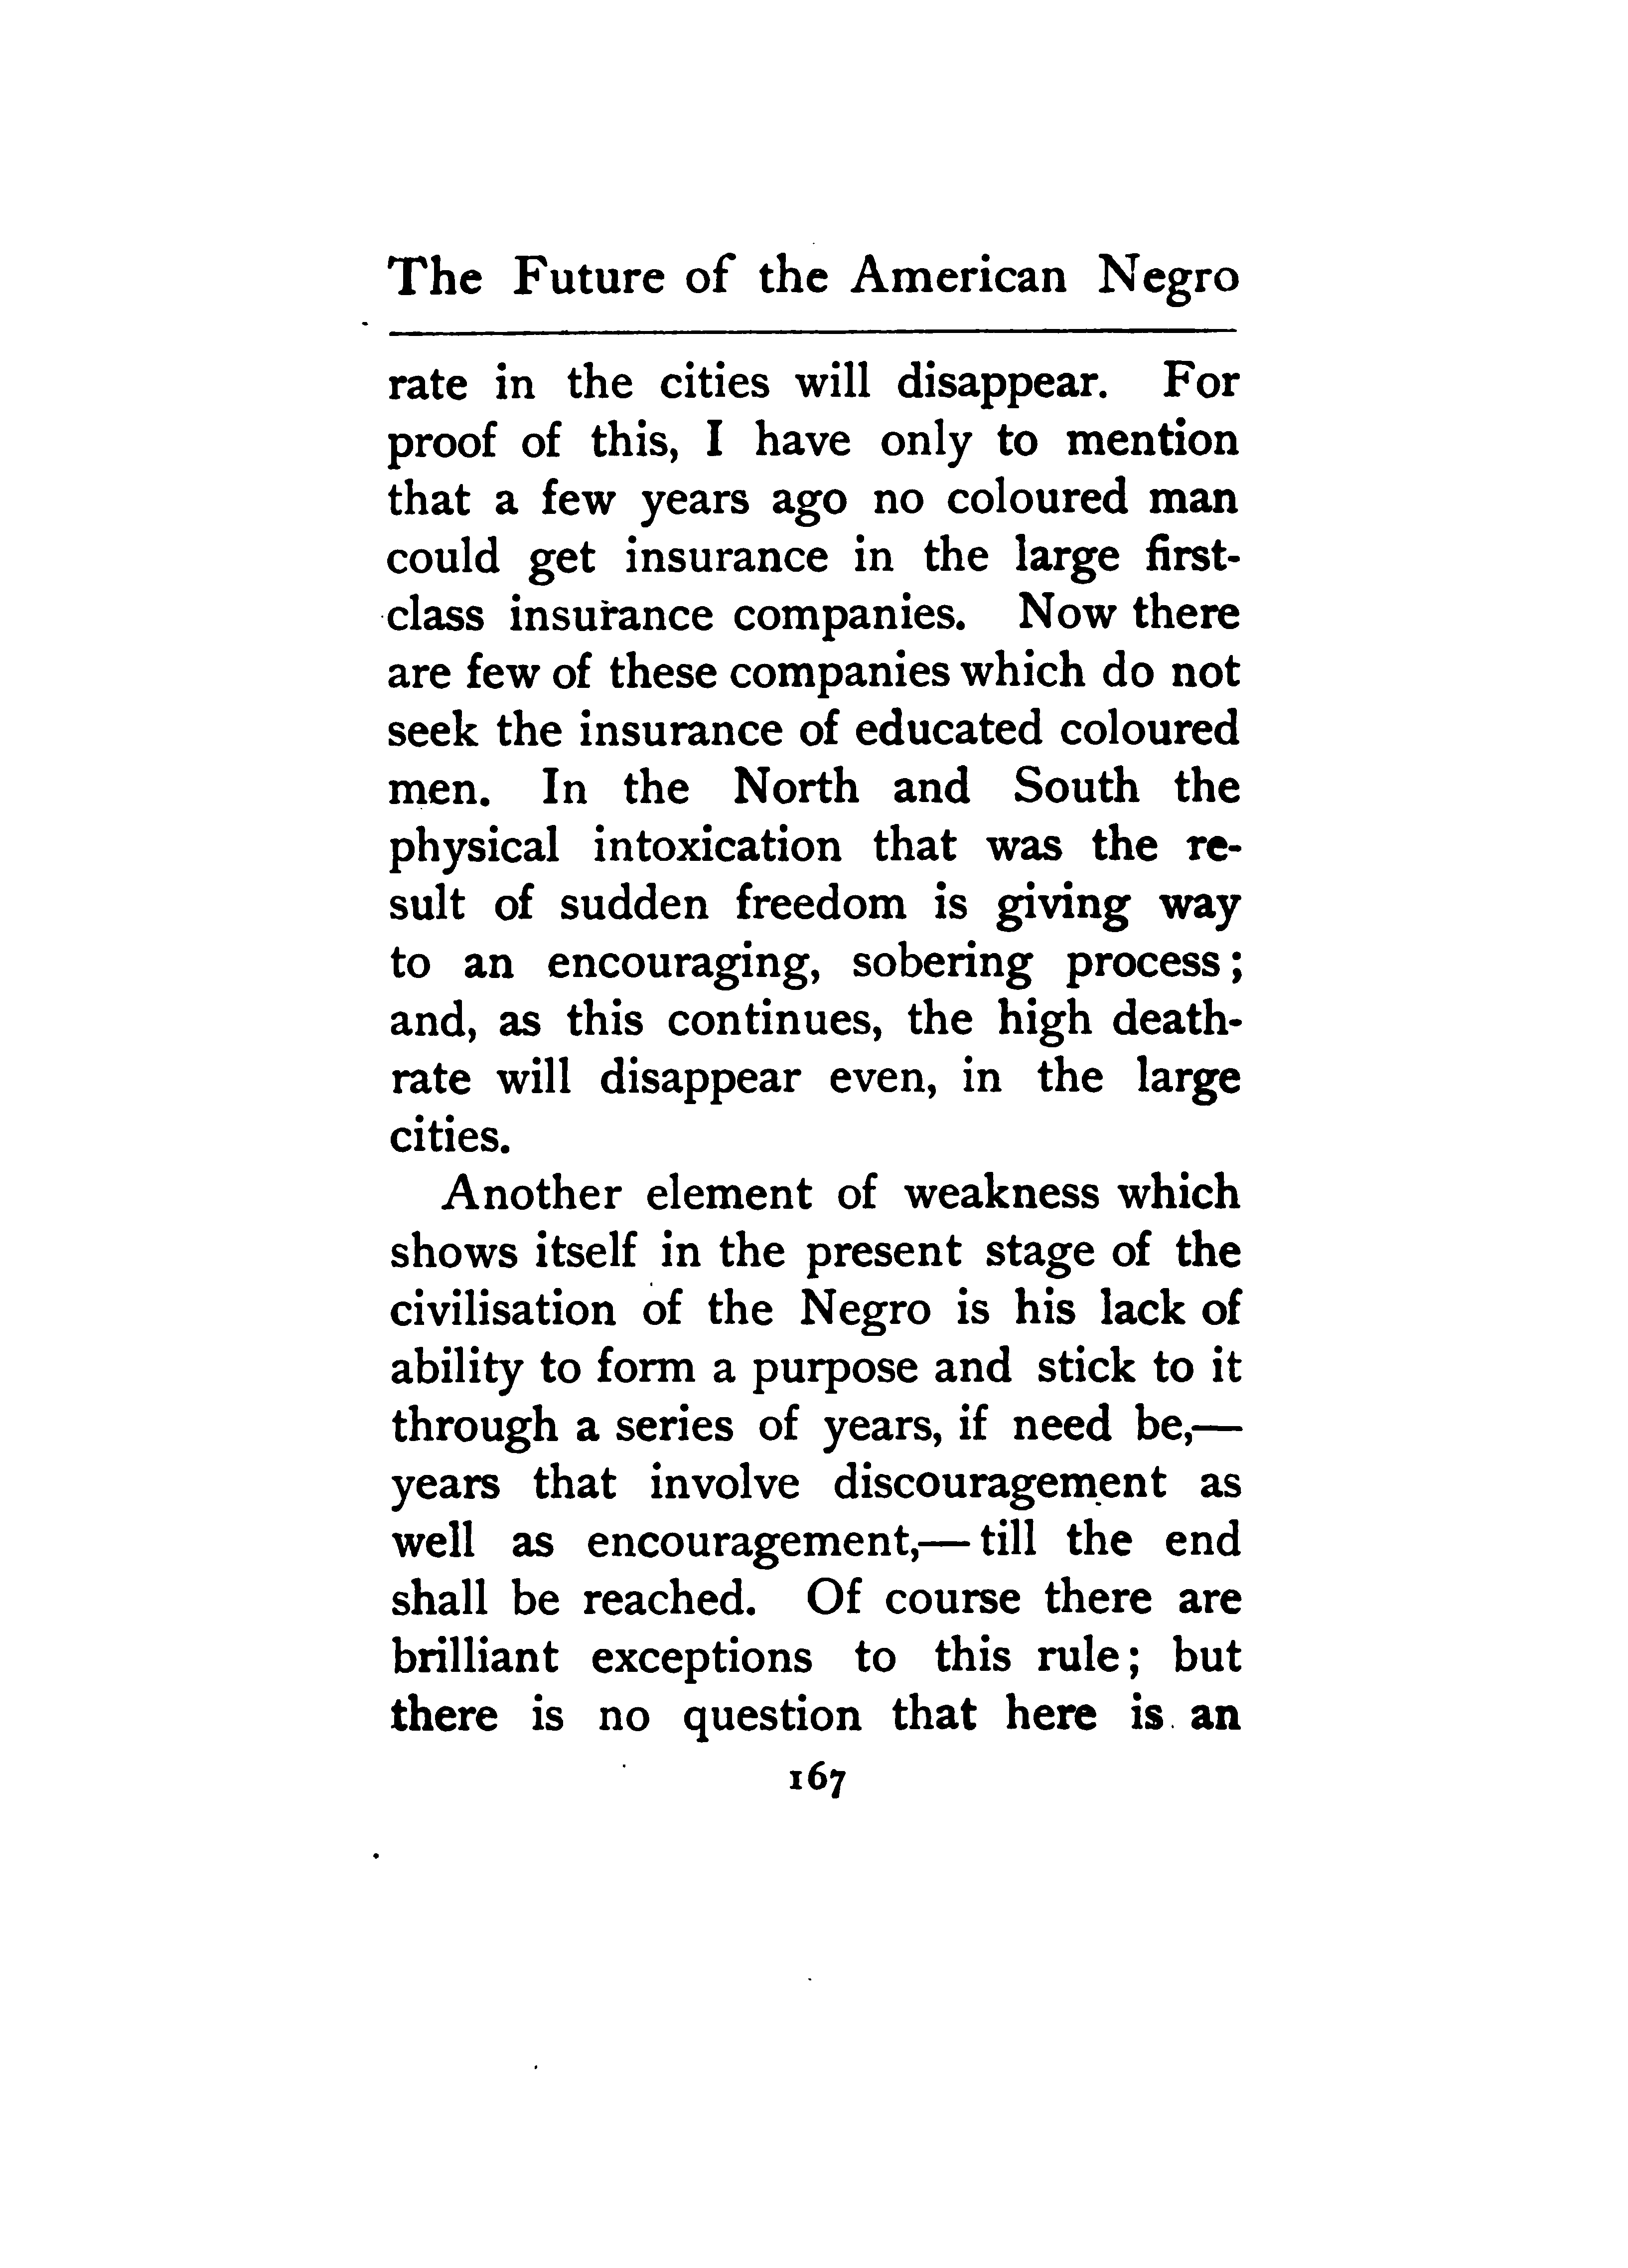 The Future of the American Negro
rate in the cities will disappear. For
proof of this, I have only to mention
that a few years ago no coloured man
could get insurance in the large first-
class insurance companies. Now there
are few of these companies which do not
seek the insurance of educated coloured
men. In the North and South the
physical intoxication that was the re-
sult of sudden freedom is giving way
to an encouraging, sobering process;
and, as this continues, the high death-
rate will disappear even, in the large
cities.
Another element of weakness which
shows itself in the present stage of the
civilisation of the Negro is his lack of
ability to form a purpose and stick to it
through a series of years, if need be,—
years that involve discouragement as
well as encouragement,—till the end
shall be reached. Of course there are
brilliant exceptions to this rule; but
there is no question that here is an
167